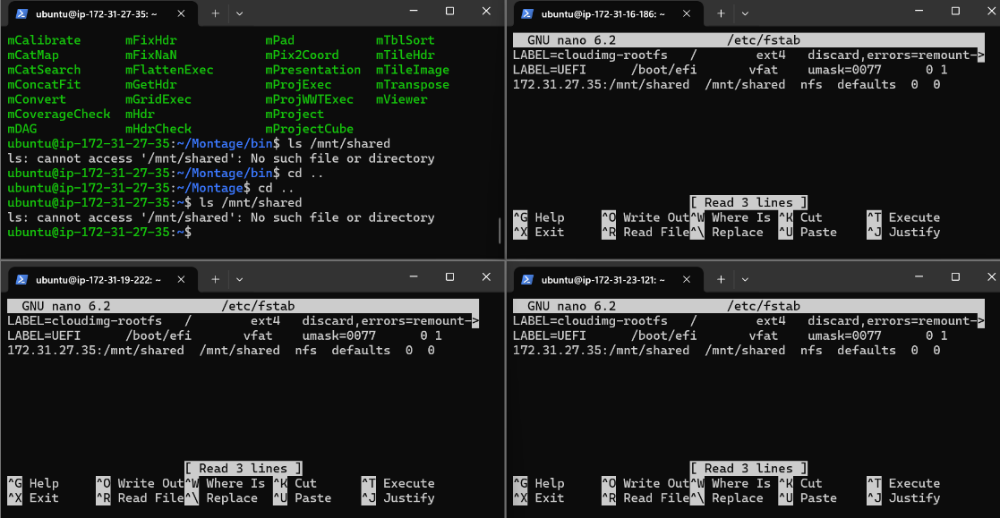 ubuntu@ip-172-31-27-35: ~
mCalibrate mFixHdr mPad mTblSort
mCatMap mFixNaN mPix2Coord mTileHdr
mCatSearch mFlattenExec mPresentation mTileImage
mConcatFit mGetHdr mProjExec mTranspose
mConvert mGridExec mProjWWTExec mViewer
mCoverageCheck mHdr mProject
mDAG mHdrCheck mProjectCube
ubuntu@ip-172-31-27-35:~/Montage/bin$ ls /mnt/shared
ls: cannot access '/mnt/shared': No such file or directory
ubuntu@ip-172-31-27-35:~/Montage/bin$ cd ..
ubuntu@ip-172-31-27-35:~/Montage$ cd ..
ubuntu@ip-172-31-27-35:~$ ls /mnt/shared
ls: cannot access '/mnt/shared': No such file or directory
ubuntu@ip-172-31-27-35:~$
ubuntu@ip-172-31-16-186: ~
GNU nano 6.2 /etc/fstab
LABEL=cloudimg-rootfs / ext4 discard,errors=remount->
LABEL=UEFI /boot/efi vfat umask=0077 0 1
172.31.27.35:/mnt/shared /mnt/shared nfs defaults 0 0
[ Read 3 lines ]
^G Help ^O Write Out ^W Where Is ^K Cut ^T Execute
^X Exit ^R Read File ^\ Replace ^U Paste ^J Justify
ubuntu@ip-172-31-19-222: ~
GNU nano 6.2 /etc/fstab
LABEL=cloudimg-rootfs / ext4 discard,errors=remount->
LABEL=UEFI /boot/efi vfat umask=0077 0 1
172.31.27.35:/mnt/shared /mnt/shared nfs defaults 0 0
[ Read 3 lines ]
^G Help ^O Write Out ^W Where Is ^K Cut ^T Execute
^X Exit ^R Read File ^\ Replace ^U Paste ^J Justify
ubuntu@ip-172-31-23-121: ~
GNU nano 6.2 /etc/fstab
LABEL=cloudimg-rootfs / ext4 discard,errors=remount->
LABEL=UEFI /boot/efi vfat umask=0077 0 1
172.31.27.35:/mnt/shared /mnt/shared nfs defaults 0 0
[ Read 3 lines ]
^G Help ^O Write Out ^W Where Is ^K Cut ^T Execute
^X Exit ^R Read File ^\ Replace ^U Paste ^J Justify